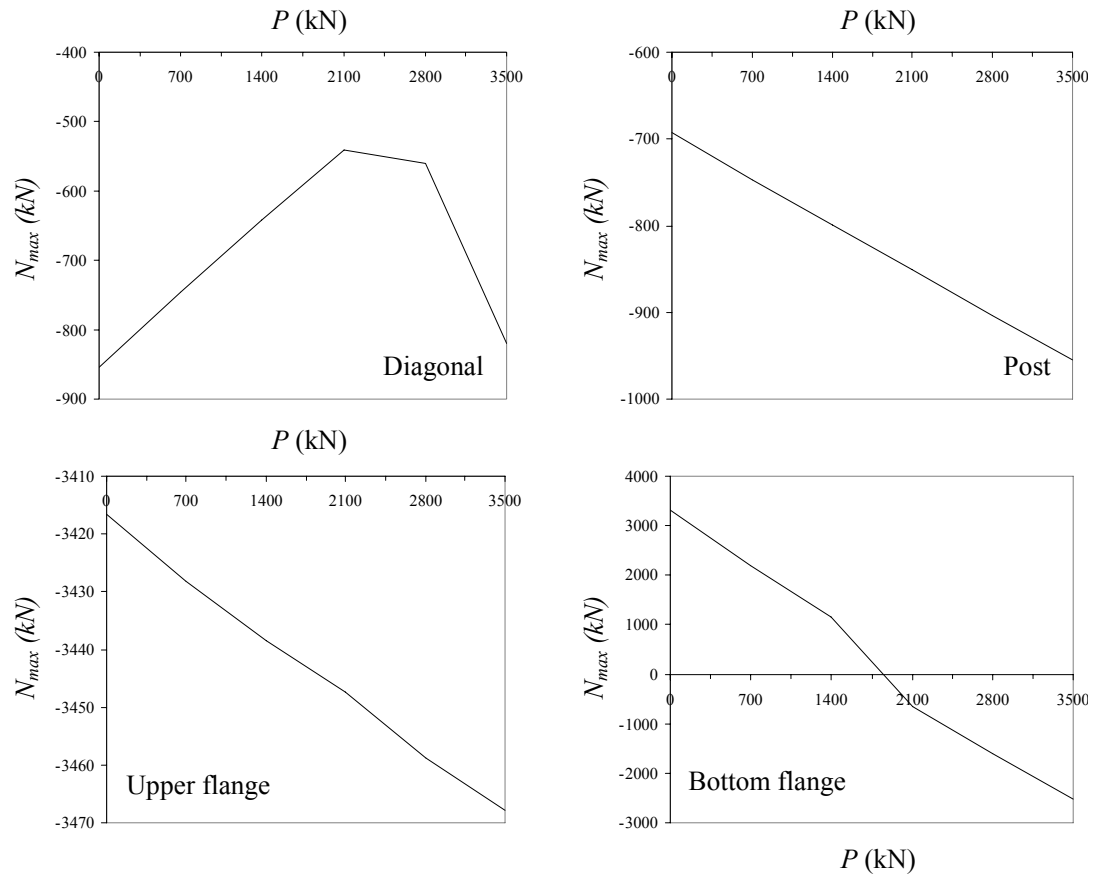 P (kN)
-400
-500
-600
-700
-800
-900
0 700 1400 2100 2800 3500
N_max (kN)
Diagonal
P (kN)
-600
-700
-800
-900
-1000
0 700 1400 2100 2800 3500
N_max (kN)
Post
P (kN)
-3410
-3420
-3430
-3440
-3450
-3460
-3470
0 700 1400 2100 2800 3500
N_max (kN)
Upper flange
4000
3000
2000
1000
0
-1000
-2000
-3000
0 700 1400 2100 2800 3500
N_max (kN)
Bottom flange
P (kN)